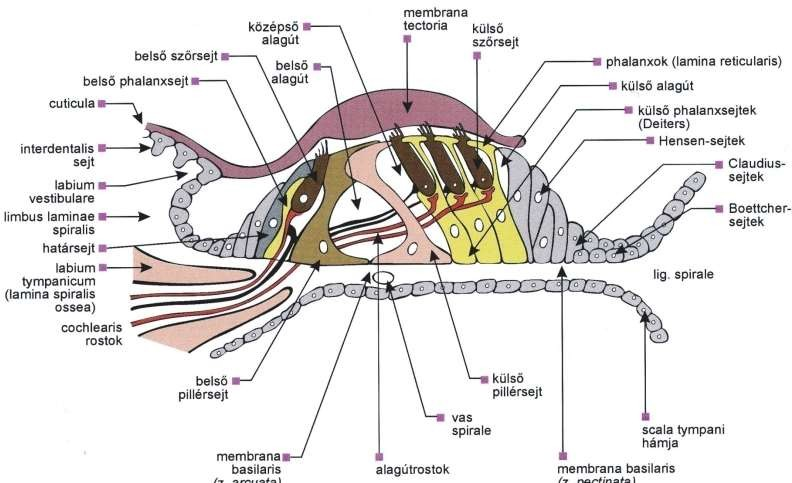 membrana
tectoria
középső
alagút
külső
szőrsejt
belső szőrsejt
belső
alagút
phalanxok (lamina reticularis)
belső phalanxsejt
külső alagút
cuticula
külső phalanxsejtek
(Deiters)
interdentalis
sejt
Hensen-sejtek
Claudius-
sejtek
labium
vestibulare
limbus laminae
spiralis
Boettcher-
sejtek
határsejt
labium
tympanicum
(lamina spiralis
ossea)
lig. spirale
cochlearis
rostok
belső
pillérsejt
külső
pillérsejt
vas
spirale
scala tympani
hámja
membrana
basilaris
(z. arcuata)
alagútrostok
membrana basilaris
(z. pectinata)